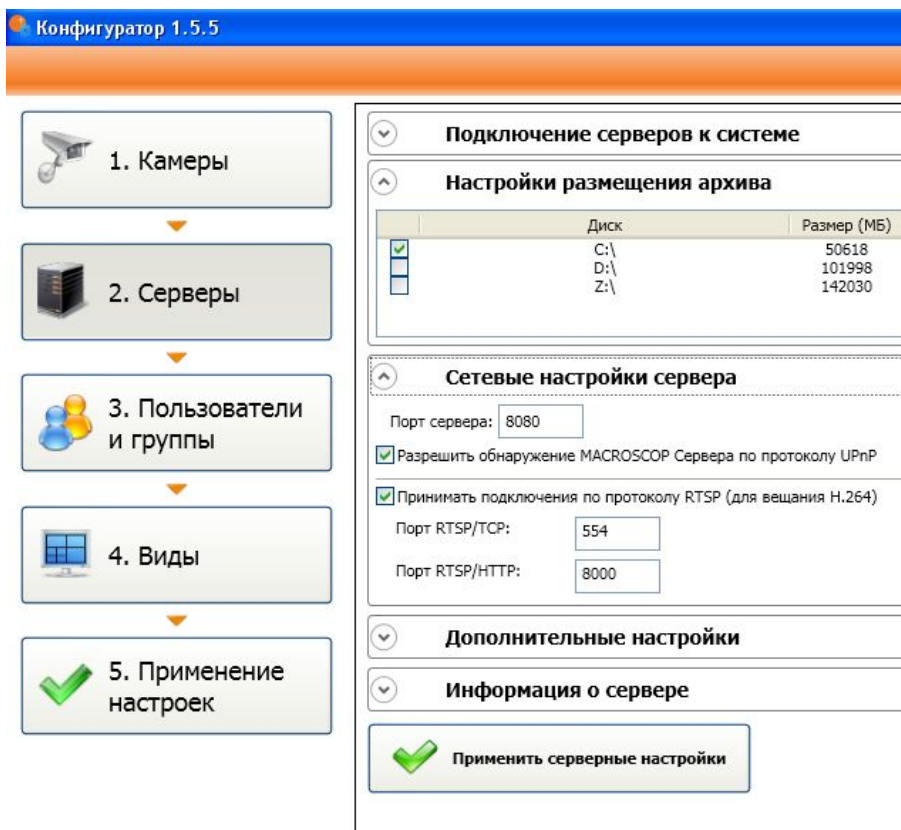 Конфигуратор 1.5.5
1. Камеры
2. Серверы
3. Пользователи
и группы
4. Виды
5. Применение
настроек
Подключение серверов к системе
Настройки размещения архива
Диск Размер (МБ)
C:\ 50618
D:\ 101998
Z:\ 142030
Сетевые настройки сервера
Порт сервера: 8080
Разрешить обнаружение MACROSCOP Сервера по протоколу UPnP
Принимать подключения по протоколу RTSP (для вещания H.264)
Порт RTSP/TCP: 554
Порт RTSP/HTTP: 8000
Дополнительные настройки
Информация о сервере
Применить серверные настройки